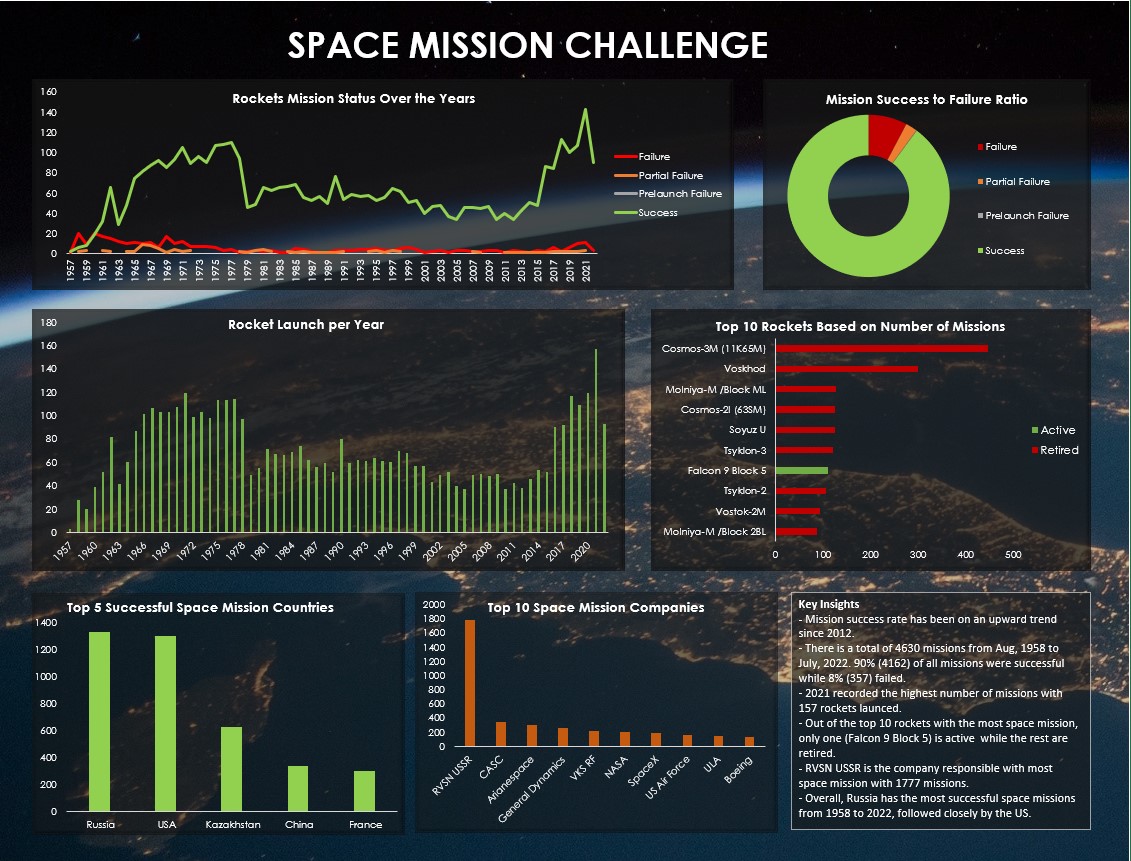 SPACE MISSION CHALLENGE
Rockets Mission Status Over the Years
160
140
120
100
80
60
40
20
0
1957
1959
1961
1963
1965
1967
1969
1971
1973
1975
1977
1979
1981
1983
1985
1987
1989
1991
1993
1995
1997
1999
2001
2003
2005
2007
2009
2011
2013
2015
2017
2019
2021
Failure
Partial Failure
Prelaunch Failure
Success
Mission Success to Failure Ratio
Failure
Partial Failure
Prelaunch Failure
Success
Rocket Launch per Year
180
160
140
120
100
80
60
40
20
0
1957
1960
1963
1966
1969
1972
1975
1978
1981
1984
1987
1990
1993
1996
1999
2002
2005
2008
2011
2014
2017
2020
Top 10 Rockets Based on Number of Missions
Cosmos-3M (11K65M)
Voskhod
Molniya-M /Block ML
Cosmos-2I (63SM)
Soyuz U
Tsyklon-3
Falcon 9 Block 5
Tsyklon-2
Vostok-2M
Molniya-M /Block 2BL
0 100 200 300 400 500
Active
Retired
Top 5 Successful Space Mission Countries
1400
1200
1000
800
600
400
200
0
Russia USA Kazakhstan China France
Top 10 Space Mission Companies
2000
1800
1600
1400
1200
1000
800
600
400
200
0
RVSN USSR
CASC
Arianespace
General Dynamics
VKS RF
NASA
SpaceX
US Air Force
ULA
Boeing
Key Insights
- Mission success rate has been on an upward trend
since 2012.
- There is a total of 4630 missions from Aug, 1958 to
July, 2022. 90% (4162) of all missions were successful
while 8% (357) failed.
- 2021 recorded the highest number of missions with
157 rockets launced.
- Out of the top 10 rockets with the most space mission,
only one (Falcon 9 Block 5) is active while the rest are
retired.
- RVSN USSR is the company responsible with most
space mission with 1777 missions.
- Overall, Russia has the most successful space missions
from 1958 to 2022, followed closely by the US.